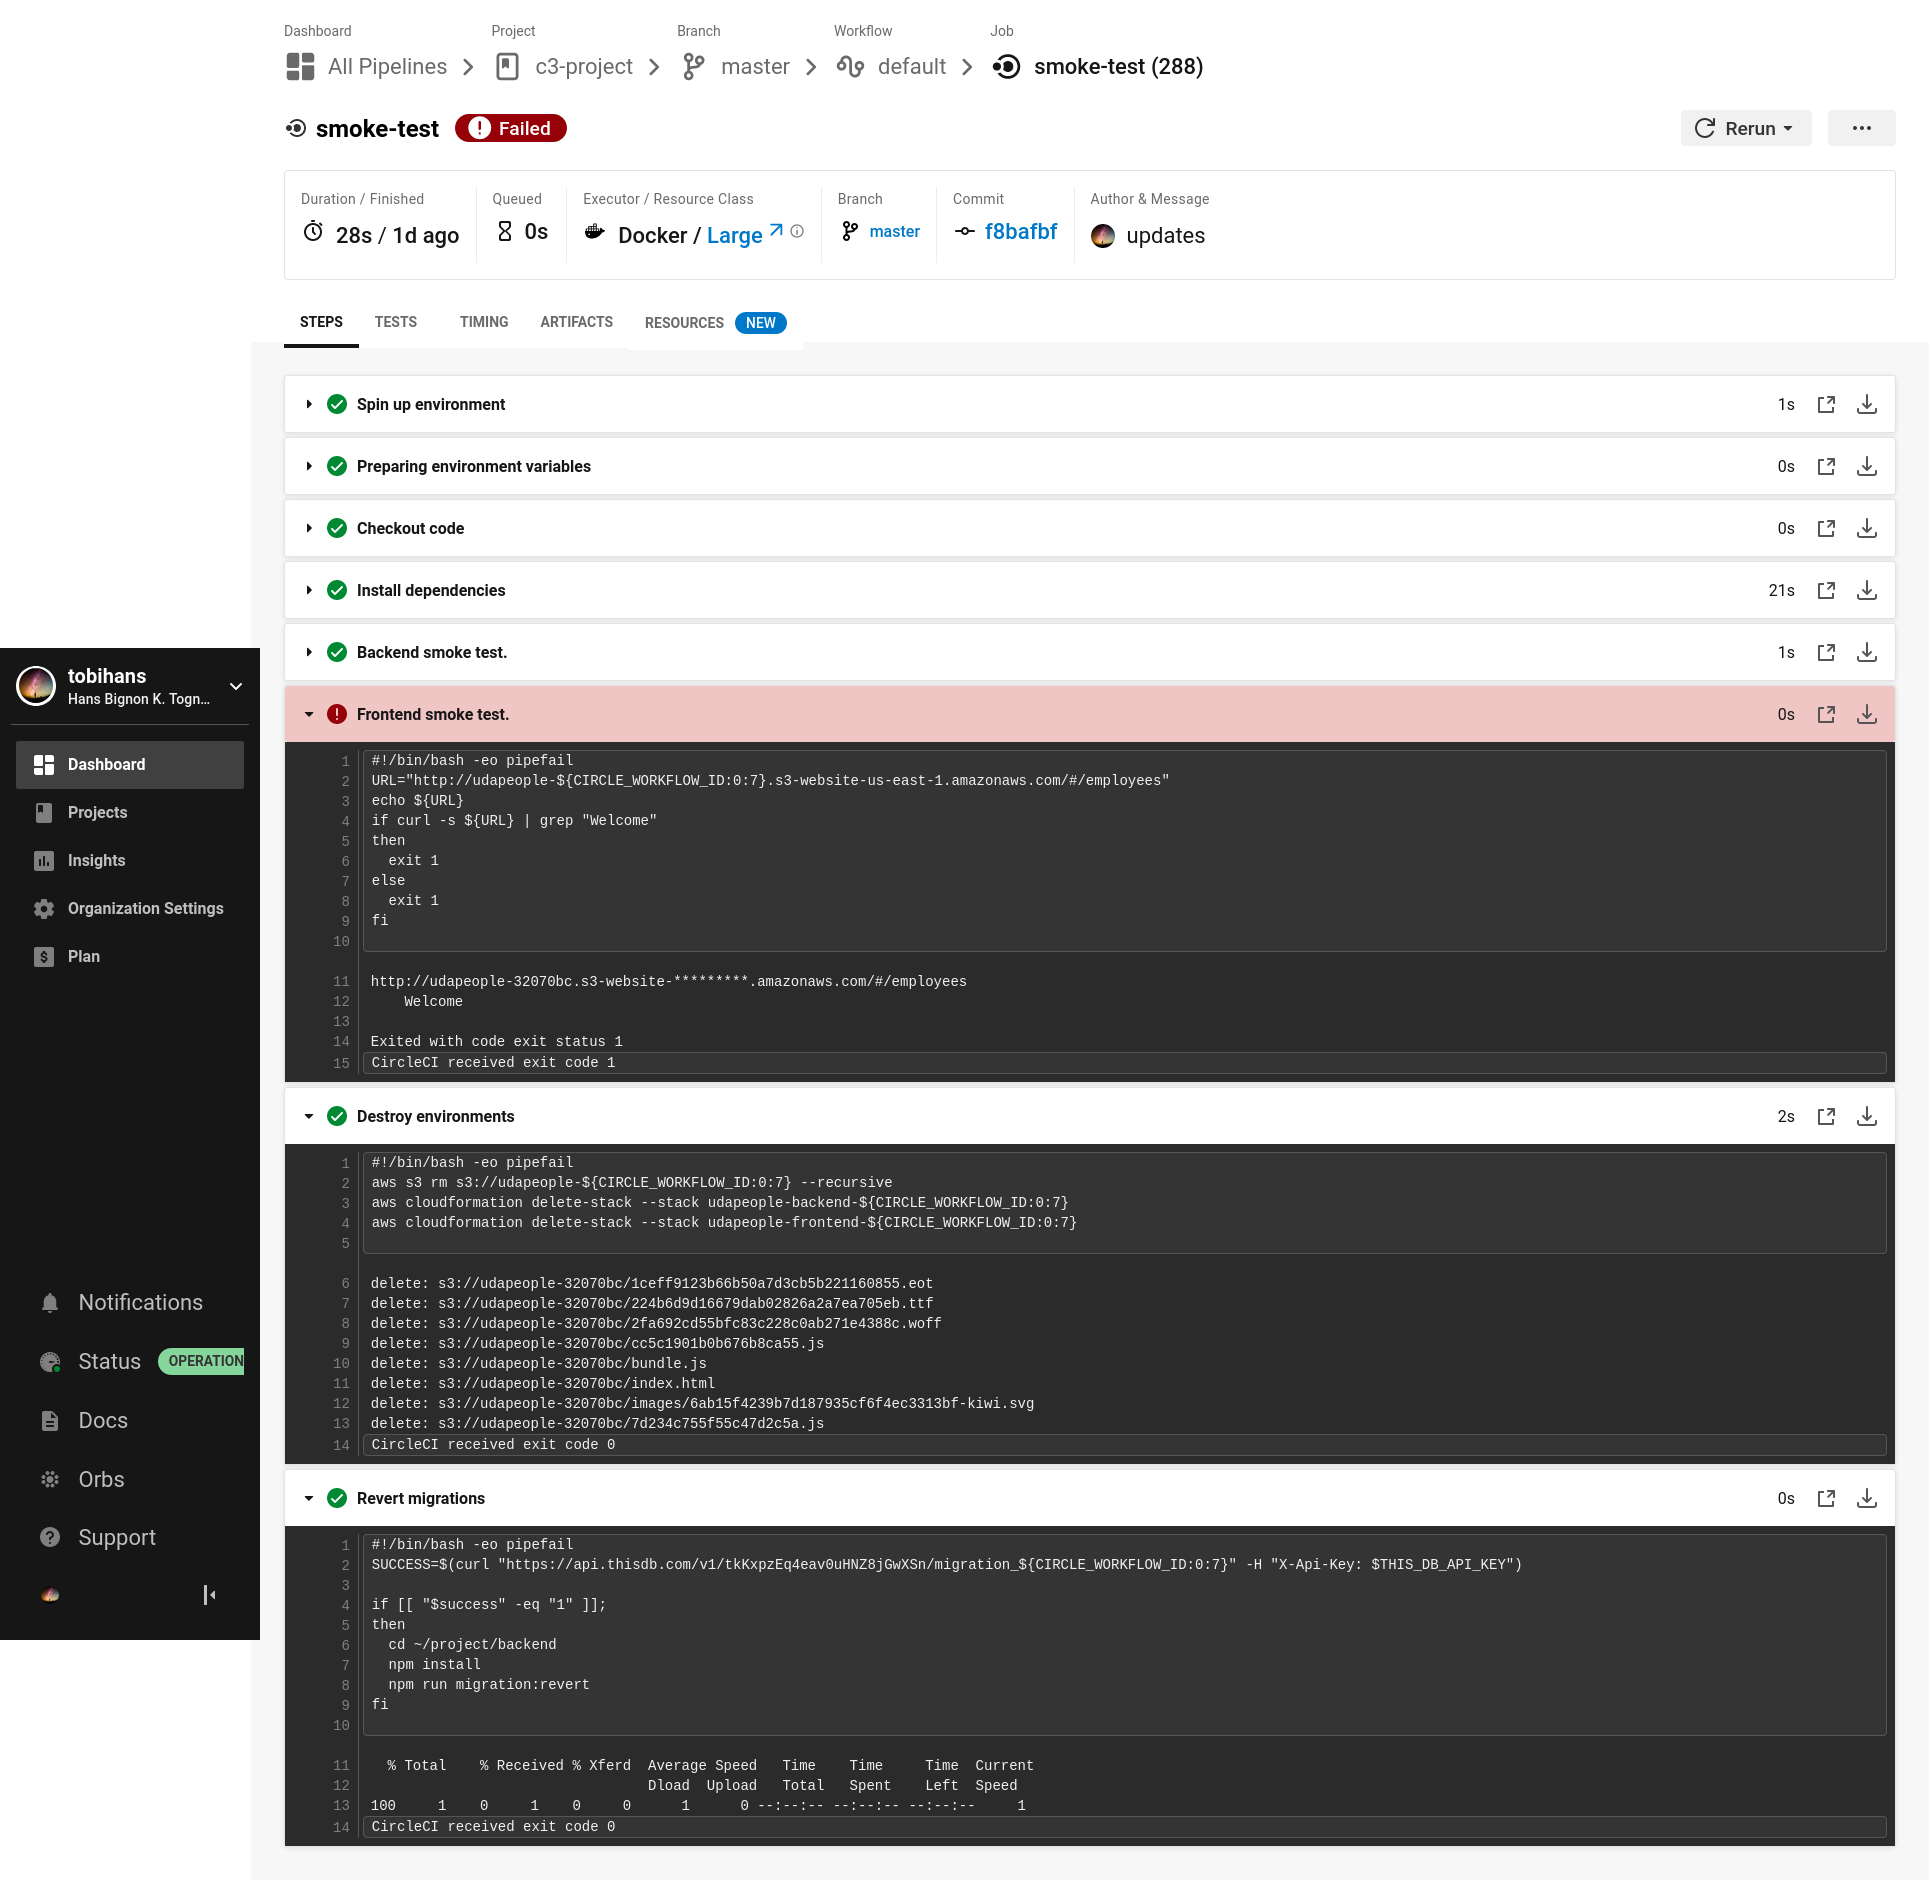 Dashboard
All Pipelines
Project
c3-project
Branch
master
Workflow
default
Job
smoke-test (288)
smoke-test
Failed
Rerun
Duration / Finished
28s / 1d ago
Queued
0s
Executor / Resource Class
Docker / Large
Branch
master
Commit
f8bafbf
Author & Message
updates
STEPS
TESTS
TIMING
ARTIFACTS
RESOURCES
NEW
tobihans
Hans Bignon K. Togn...
Dashboard
Projects
Insights
Organization Settings
Plan
Notifications
Status
OPERATION
Docs
Orbs
Support
Spin up environment
1s
Preparing environment variables
0s
Checkout code
0s
Install dependencies
21s
Backend smoke test.
1s
Frontend smoke test.
0s
1 #!/bin/bash -eo pipefail
2 URL="http://udapeople-${CIRCLE_WORKFLOW_ID:0:7}.s3-website-us-east-1.amazonaws.com/#/employees"
3 echo ${URL}
4 if curl -s ${URL} | grep "Welcome"
5 then
6   exit 1
7 else
8   exit 1
9 fi
10
11 http://udapeople-32070bc.s3-website-*********.amazonaws.com/#/employees
12     Welcome
13
14 Exited with code exit status 1
15 CircleCI received exit code 1
Destroy environments
2s
1 #!/bin/bash -eo pipefail
2 aws s3 rm s3://udapeople-${CIRCLE_WORKFLOW_ID:0:7} --recursive
3 aws cloudformation delete-stack --stack udapeople-backend-${CIRCLE_WORKFLOW_ID:0:7}
4 aws cloudformation delete-stack --stack udapeople-frontend-${CIRCLE_WORKFLOW_ID:0:7}
5
6 delete: s3://udapeople-32070bc/1ceff9123b66b50a7d3cb5b221160855.eot
7 delete: s3://udapeople-32070bc/224b6d9d16679dab02826a2a7ea705eb.ttf
8 delete: s3://udapeople-32070bc/2fa692cd55bfc83c228c0ab271e4388c.woff
9 delete: s3://udapeople-32070bc/cc5c1901b0b676b8ca55.js
10 delete: s3://udapeople-32070bc/bundle.js
11 delete: s3://udapeople-32070bc/index.html
12 delete: s3://udapeople-32070bc/images/6ab15f4239b7d187935cf6f4ec3313bf-kiwi.svg
13 delete: s3://udapeople-32070bc/7d234c755f55c47d2c5a.js
14 CircleCI received exit code 0
Revert migrations
0s
1 #!/bin/bash -eo pipefail
2 SUCCESS=$(curl "https://api.thisdb.com/v1/tkKxpzEq4eav0uHNZ8jGwXSn/migration_${CIRCLE_WORKFLOW_ID:0:7}" -H "X-Api-Key: $THIS_DB_API_KEY")
3
4 if [[ "$success" -eq "1" ]];
5 then
6   cd ~/project/backend
7   npm install
8   npm run migration:revert
9 fi
10
11   % Total    % Received % Xferd  Average Speed   Time    Time     Time  Current
12                                  Dload  Upload   Total   Spent    Left  Speed
13 100     1    0     1    0     0      1      0 --:--:-- --:--:-- --:--:--     1
14 CircleCI received exit code 0